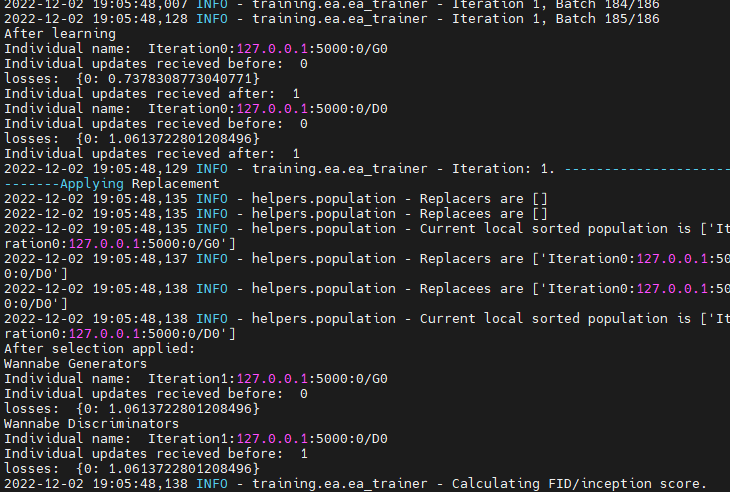 2022-12-02 19:05:48,007 INFO - training.ea.ea_trainer - Iteration 1, Batch 184/186
2022-12-02 19:05:48,128 INFO - training.ea.ea_trainer - Iteration 1, Batch 185/186
After learning
Individual name:  Iteration0:127.0.0.1:5000:0/G0
Individual updates recieved before:  0
losses:  {0: 0.7378308773040771}
Individual updates recieved after:  1
Individual name:  Iteration0:127.0.0.1:5000:0/D0
Individual updates recieved before:  0
losses:  {0: 1.0613722801208496}
Individual updates recieved after:  1
2022-12-02 19:05:48,129 INFO - training.ea.ea_trainer - Iteration: 1. ----------------------
-------Applying Replacement
2022-12-02 19:05:48,135 INFO - helpers.population - Replacers are []
2022-12-02 19:05:48,135 INFO - helpers.population - Replacees are []
2022-12-02 19:05:48,135 INFO - helpers.population - Current local sorted population is ['It
ration0:127.0.0.1:5000:0/G0']
2022-12-02 19:05:48,137 INFO - helpers.population - Replacers are ['Iteration0:127.0.0.1:50
0:0/D0']
2022-12-02 19:05:48,138 INFO - helpers.population - Replacees are ['Iteration0:127.0.0.1:50
0:0/D0']
2022-12-02 19:05:48,138 INFO - helpers.population - Current local sorted population is ['It
ration0:127.0.0.1:5000:0/D0']
After selection applied:
Wannabe Generators
Individual name:  Iteration1:127.0.0.1:5000:0/G0
Individual updates recieved before:  0
losses:  {0: 1.0613722801208496}
Wannabe Discriminators
Individual name:  Iteration1:127.0.0.1:5000:0/D0
Individual updates recieved before:  1
losses:  {0: 1.0613722801208496}
2022-12-02 19:05:48,138 INFO - training.ea.ea_trainer - Calculating FID/inception score.